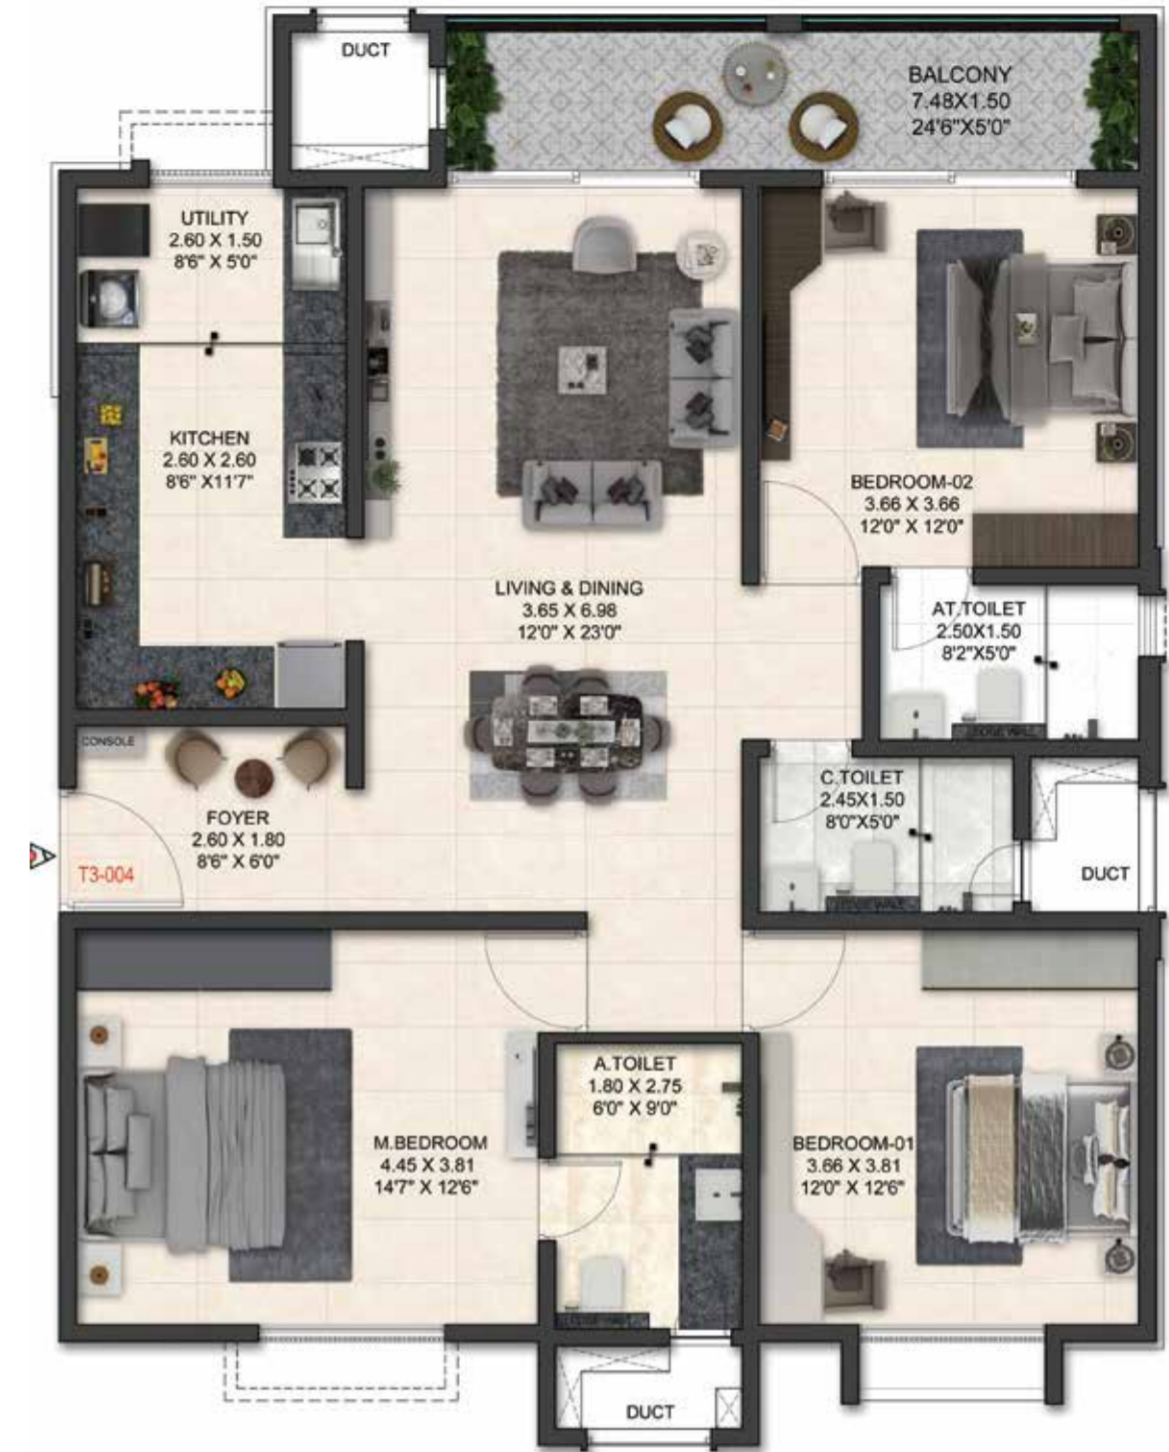 DUCT
BALCONY
7.48X1.50
24'6"X5'0"
UTILITY
2.60 X 1.50
8'6" X 5'0"
KITCHEN
2.60 X 2.60
8'6" X11'7"
BEDROOM-02
3.66 X 3.66
12'0" X 12'0"
LIVING & DINING
3.65 X 6.98
12'0" X 23'0"
AT.TOILET
2.50X1.50
8'2"X5'0"
CONSOLE
C.TOILET
2.45X1.50
8'0"X5'0"
FOYER
2.60 X 1.80
8'6" X 6'0"
T3-004
DUCT
A.TOILET
1.80 X 2.75
6'0" X 9'0"
M.BEDROOM
4.45 X 3.81
14'7" X 12'6"
BEDROOM-01
3.66 X 3.81
12'0" X 12'6"
DUCT